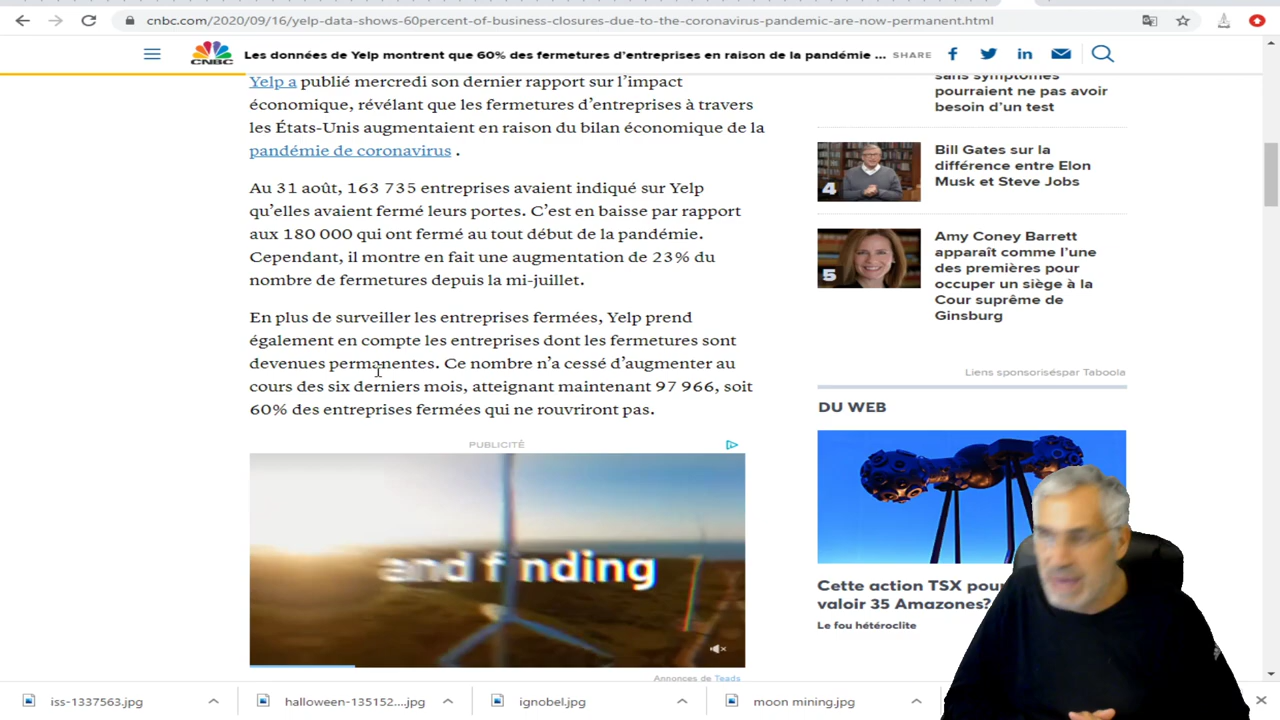 cnbc.com/2020/09/16/yelp-data-shows-60percent-of-business-closures-due-to-the-coronavirus-pandemic-are-now-permanent.html
CNBC
Les données de Yelp montrent que 60% des fermetures d'entreprises en raison de la pandémie ...
SHARE
Yelp a publié mercredi son dernier rapport sur l'impact
économique, révélant que les fermetures d'entreprises à travers
les États-Unis augmentaient en raison du bilan économique de la
pandémie de coronavirus .
Au 31 août, 163 735 entreprises avaient indiqué sur Yelp
qu'elles avaient fermé leurs portes. C'est en baisse par rapport
aux 180 000 qui ont fermé au tout début de la pandémie.
Cependant, il montre en fait une augmentation de 23% du
nombre de fermetures depuis la mi-juillet.
En plus de surveiller les entreprises fermées, Yelp prend
également en compte les entreprises dont les fermetures sont
devenues permanentes. Ce nombre n'a cessé d'augmenter au
cours des six derniers mois, atteignant maintenant 97 966, soit
60% des entreprises fermées qui ne rouvriront pas.
PUBLICITÉ
and finding
Annonces de Teads
sans symptômes
pourraient ne pas avoir
besoin d'un test
4
Bill Gates sur la
différence entre Elon
Musk et Steve Jobs
5
Amy Coney Barrett
apparaît comme l'une
des premières pour
occuper un siège à la
Cour suprême de
Ginsburg
Liens sponsorisés par Taboola
DU WEB
Cette action TSX
valoir 35 Amazones?
Le fou hétéroclite
iss-1337563.jpg
halloween-135152....jpg
ignobel.jpg
moon mining.jpg